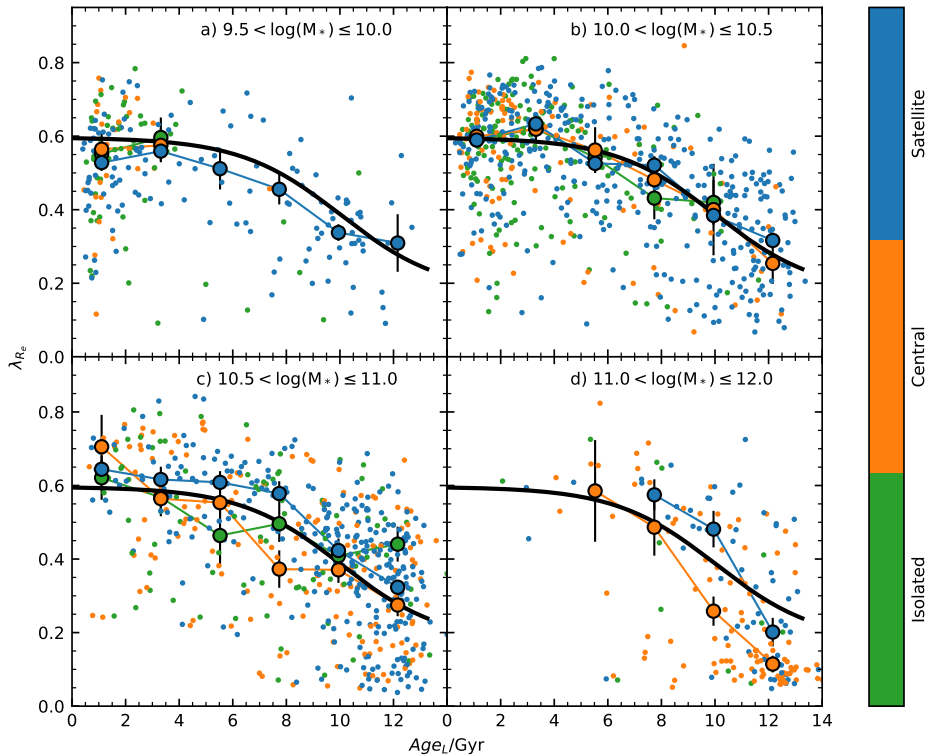 a) 9.5 < log(M*) ≤ 10.0
b) 10.0 < log(M*) ≤ 10.5
0.8
0.6
0.4
0.2
0.0
c) 10.5 < log(M*) ≤ 11.0
d) 11.0 < log(M*) ≤ 12.0
0.8
0.6
0.4
0.2
0.0
0 2 4 6 8 10 12 0 2 4 6 8 10 12 14
λ_{R_e}
Age_L/Gyr
Satellite
Central
Isolated